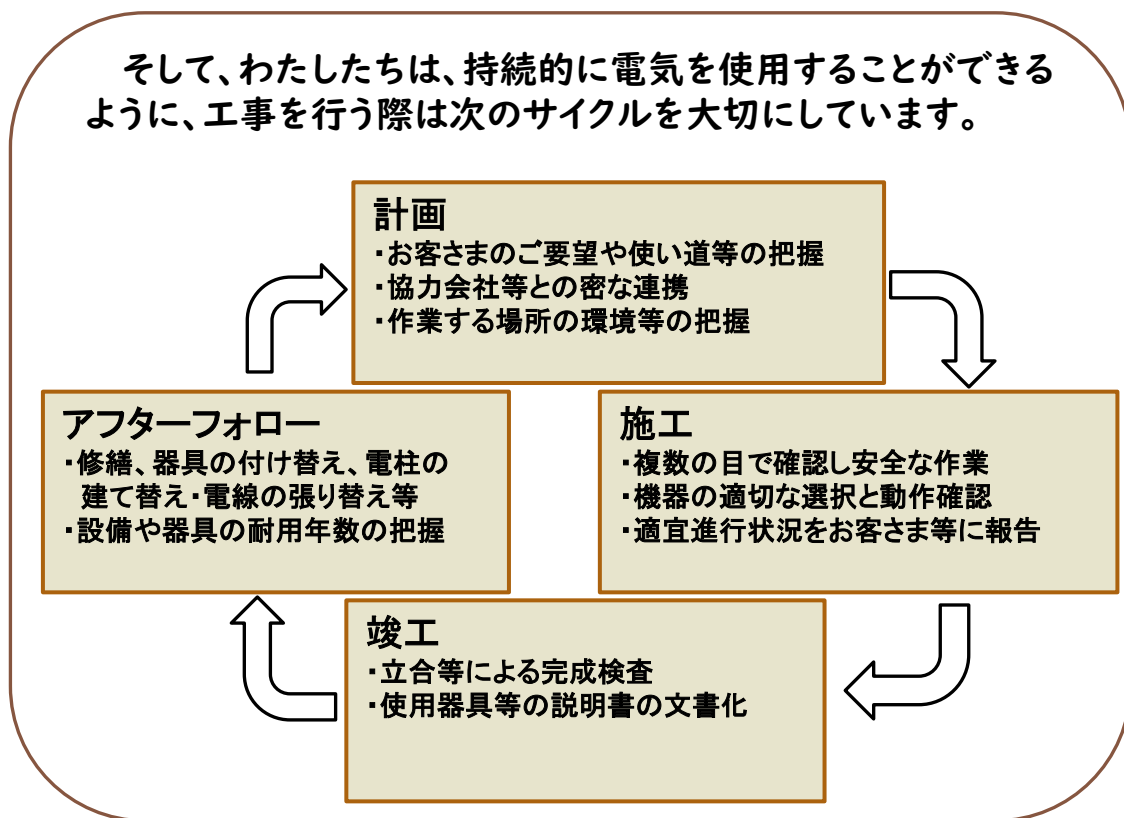 そして、わたしたちは、持続的に電気を使用することができる
ように、工事を行う際は次のサイクルを大切にしています。
計画
・お客さまのご要望や使い道等の把握
・協力会社等との密な連携
・作業する場所の環境等の把握
施工
・複数の目で確認し安全な作業
・機器の適切な選択と動作確認
・適宜進行状況をお客さま等に報告
竣工
・立合等による完成検査
・使用器具等の説明書の文書化
アフターフォロー
・修繕、器具の付け替え、電柱の
建て替え・電線の張り替え等
・設備や器具の耐用年数の把握